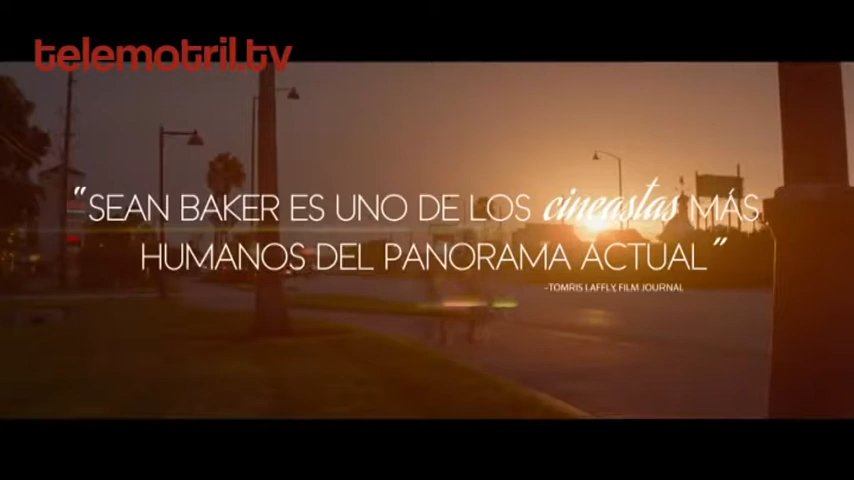 telemotril.tv
"SEAN BAKER ES UNO DE LOS cineastas MÁS
HUMANOS DEL PANORAMA ACTUAL"
-TOMRIS LAFFLY, FILM JOURNAL